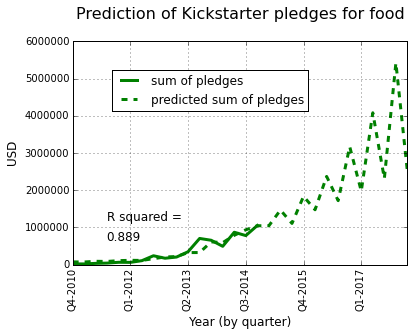 Prediction of Kickstarter pledges for food
6000000
5000000
4000000
3000000
2000000
1000000
0
USD
sum of pledges
predicted sum of pledges
R squared =
0.889
Q4-2010
Q1-2012
Q2-2013
Q3-2014
Q4-2015
Q1-2017
Year (by quarter)